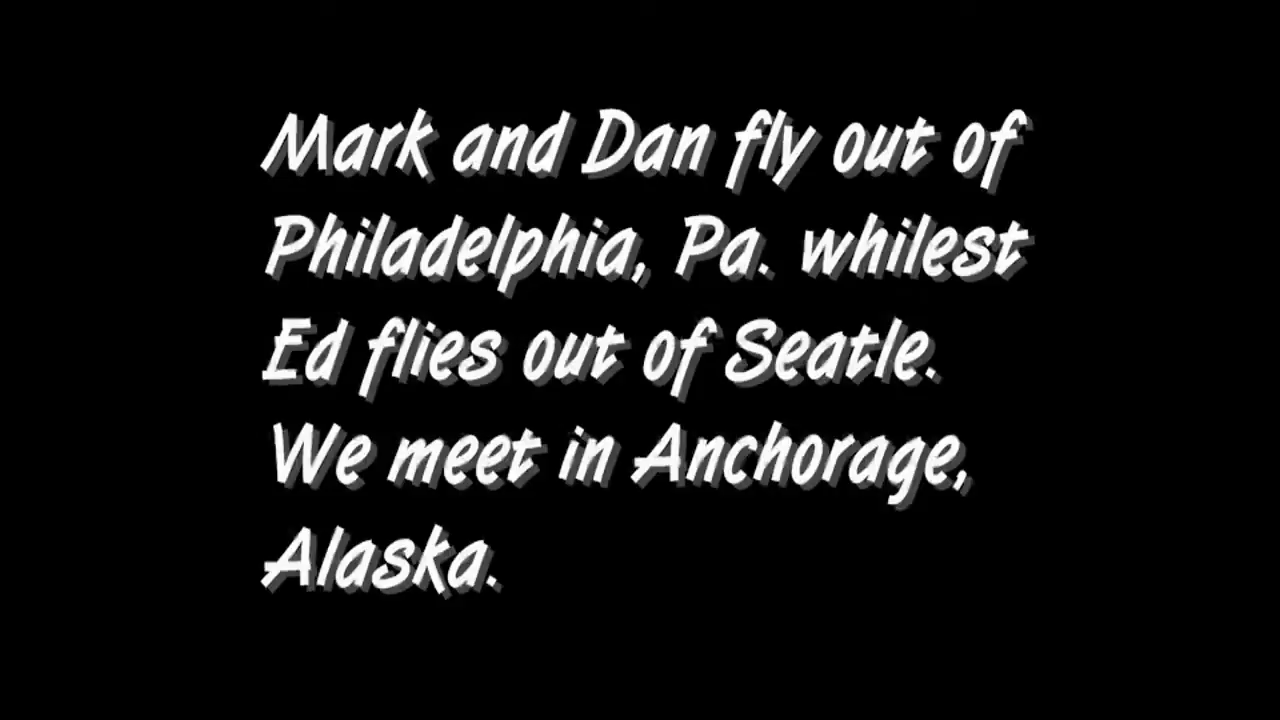 Mark and Dan fly out of
Philadelphia, Pa. whilest
Ed flies out of Seatle.
We meet in Anchorage,
Alaska.